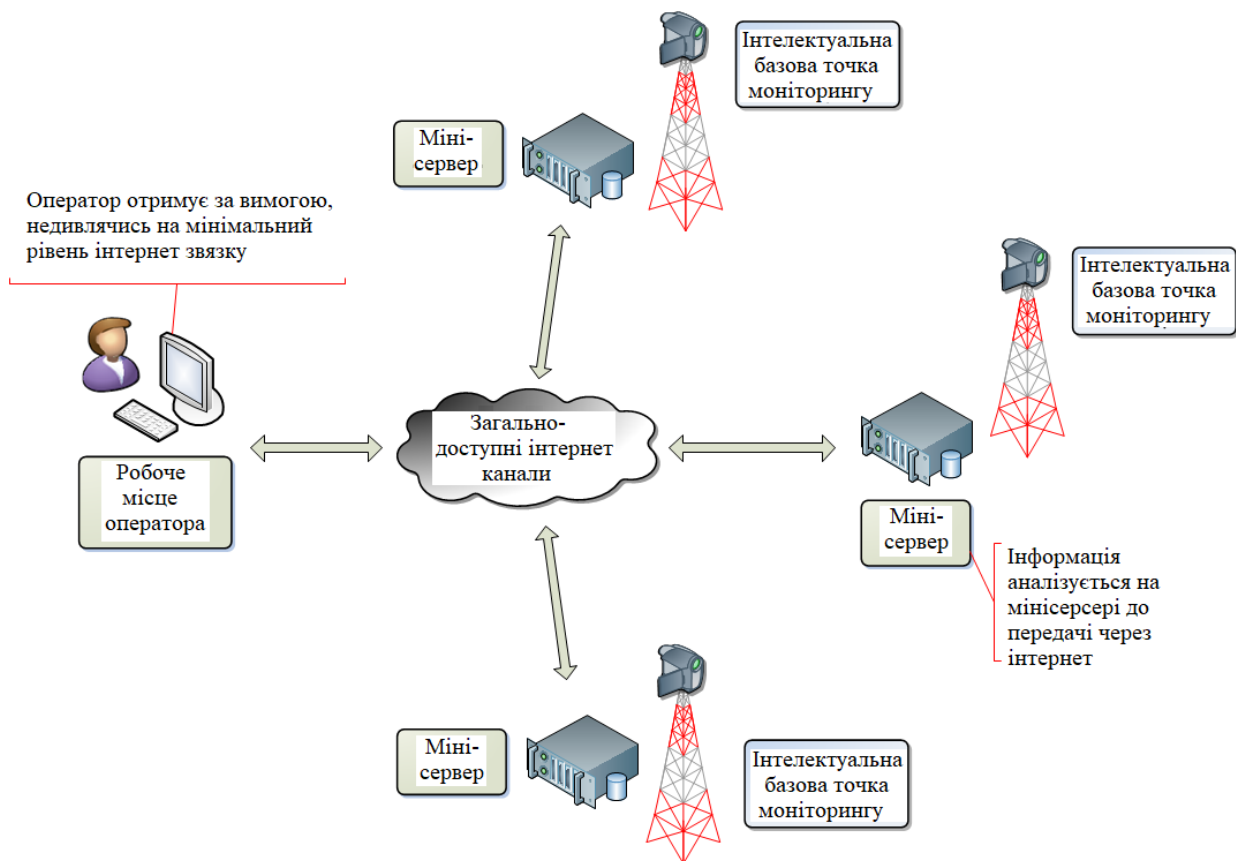 Інтелектуальна
базова точка
моніторингу
Міні-
сервер
Оператор отримує за вимогою,
недивлячись на мінімальний
рівень інтернет звязку
Інтелектуальна
базова точка
моніторингу
Загально-
доступні інтернет
канали
Робоче
місце
оператора
Міні-
сервер
Інформація
аналізується на
мінісерсері до
передачі через
інтернет
Міні-
сервер
Інтелектуальна
базова точка
моніторингу